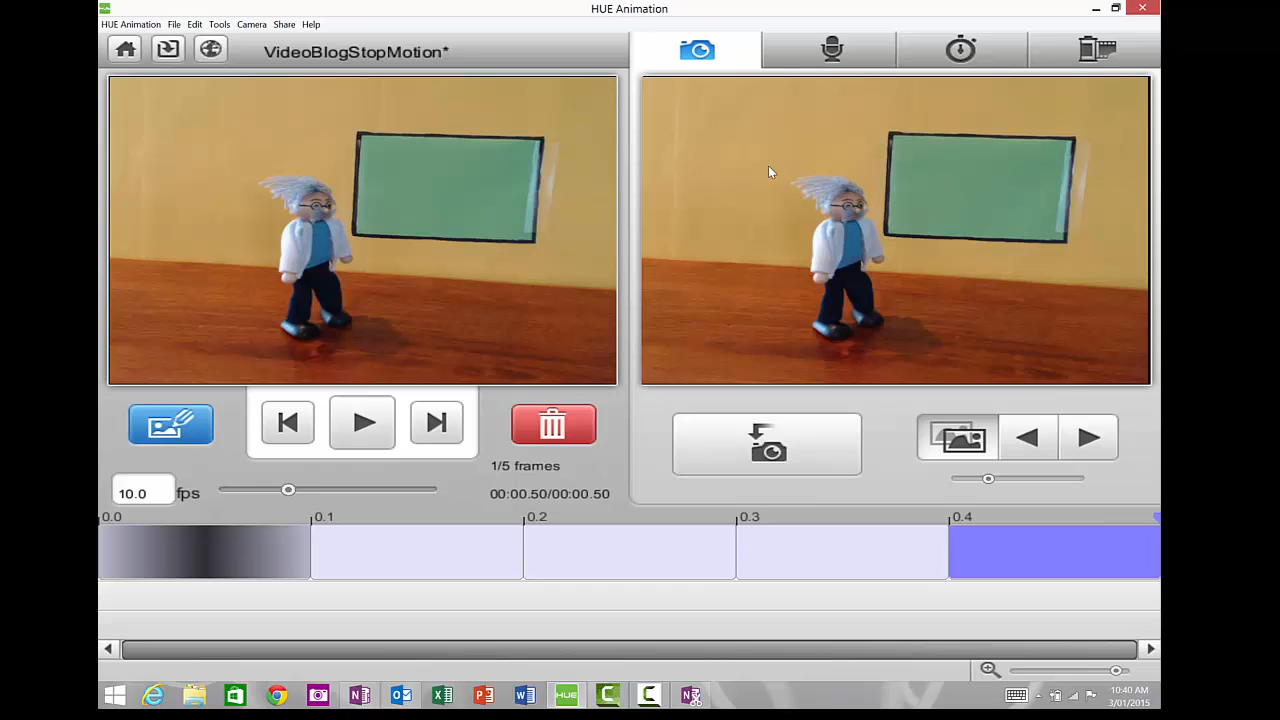 HUE Animation
HUE Animation File Edit Tools Camera Share Help
VideoBlogStopMotion*
1/5 frames
10.0 fps
00:00.50/00:00.50
0.0 0.1 0.2 0.3 0.4
HUE
10:40 AM
3/01/2015